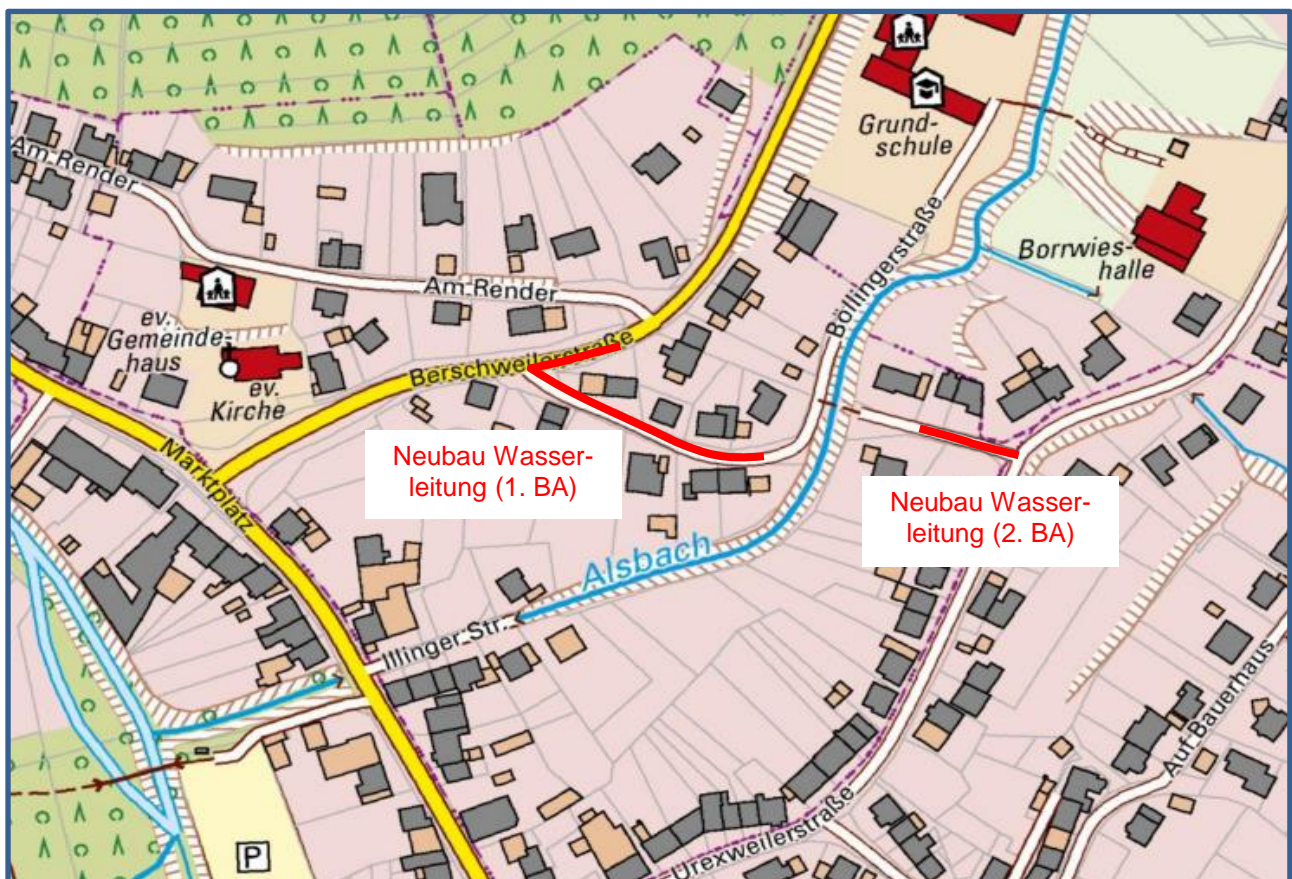 Am Render
Grund-
schule
Borrwies-
halle
Am Render
Böllingerstraße
ev.
Gemeinde-
haus
Berschweilerstraße
ev.
Kirche
Marktplatz
Neubau Wasser-
leitung (1. BA)
Neubau Wasser-
leitung (2. BA)
Alsbach
Illinger Str.
Auf Bauerhaus
Urexweilerstraße
P